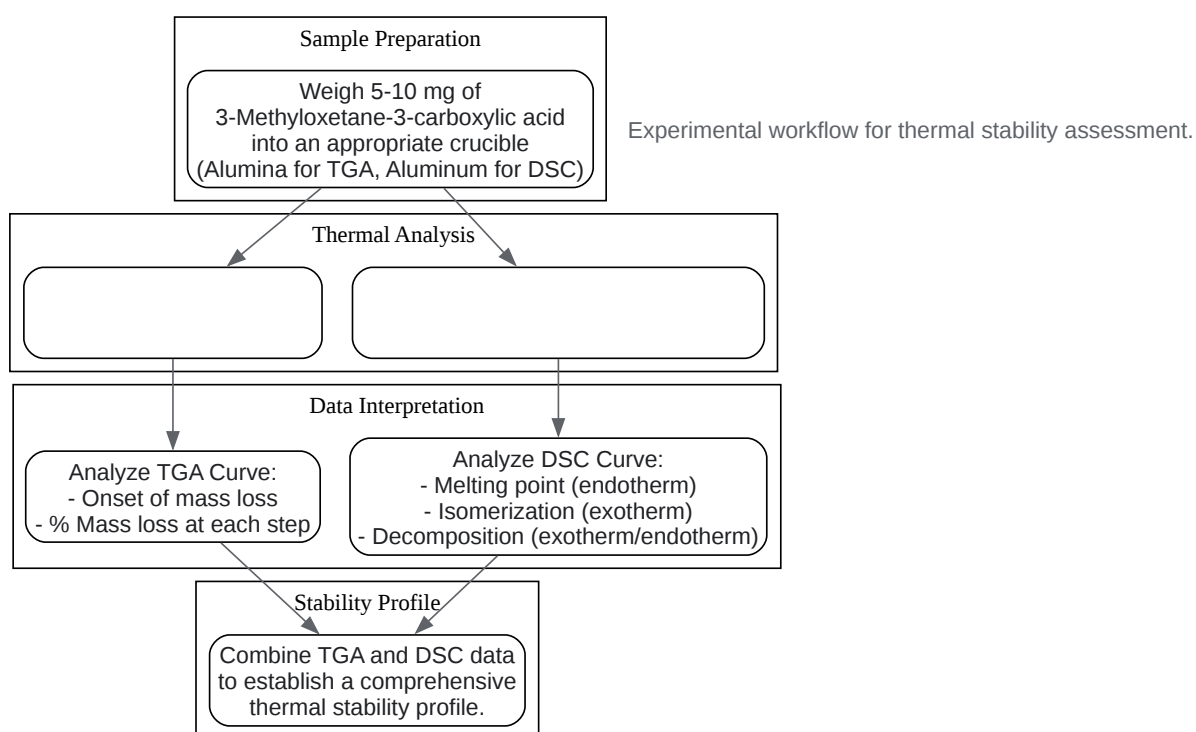 Sample Preparation
Weigh 5-10 mg of
3-Methyloxetane-3-carboxylic acid
into an appropriate crucible
(Alumina for TGA, Aluminum for DSC)
Experimental workflow for thermal stability assessment.
Thermal Analysis
Data Interpretation
Analyze TGA Curve:
- Onset of mass loss
- % Mass loss at each step
Analyze DSC Curve:
- Melting point (endotherm)
- Isomerization (exotherm)
- Decomposition (exotherm/endotherm)
Stability Profile
Combine TGA and DSC data
to establish a comprehensive
thermal stability profile.